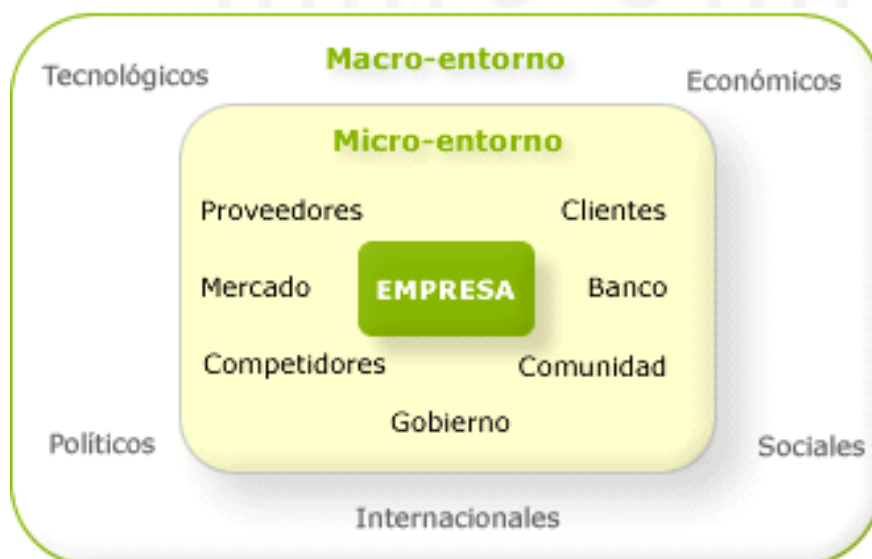 Macro-entorno
Tecnológicos
Económicos
Micro-entorno
Proveedores
Clientes
Mercado
EMPRESA
Banco
Competidores
Comunidad
Gobierno
Políticos
Sociales
Internacionales